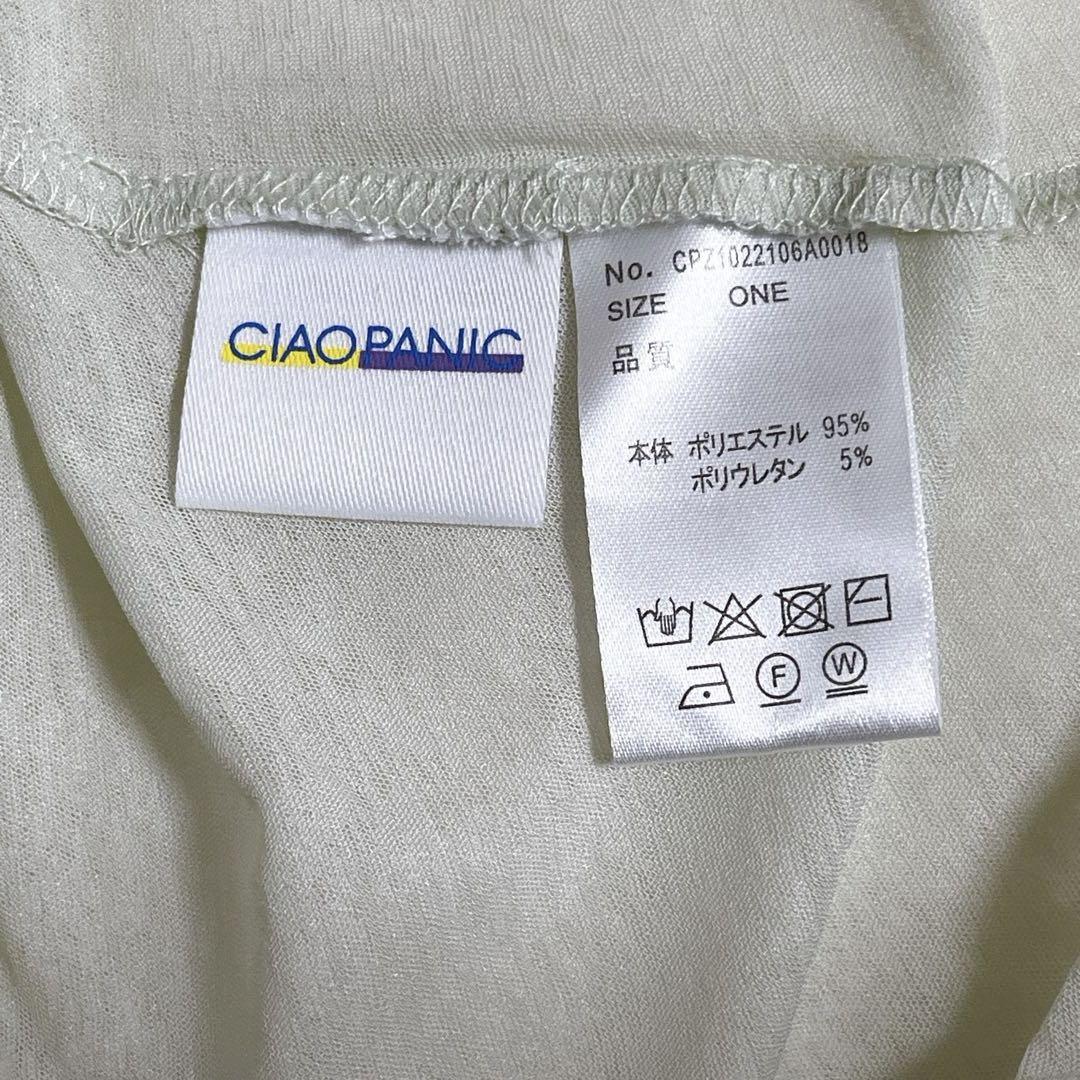 CIAOPANIC
No. CPZ1022106A0018
SIZE ONE
品質
本体 ポリエステル 95%
ポリウレタン 5%
F W